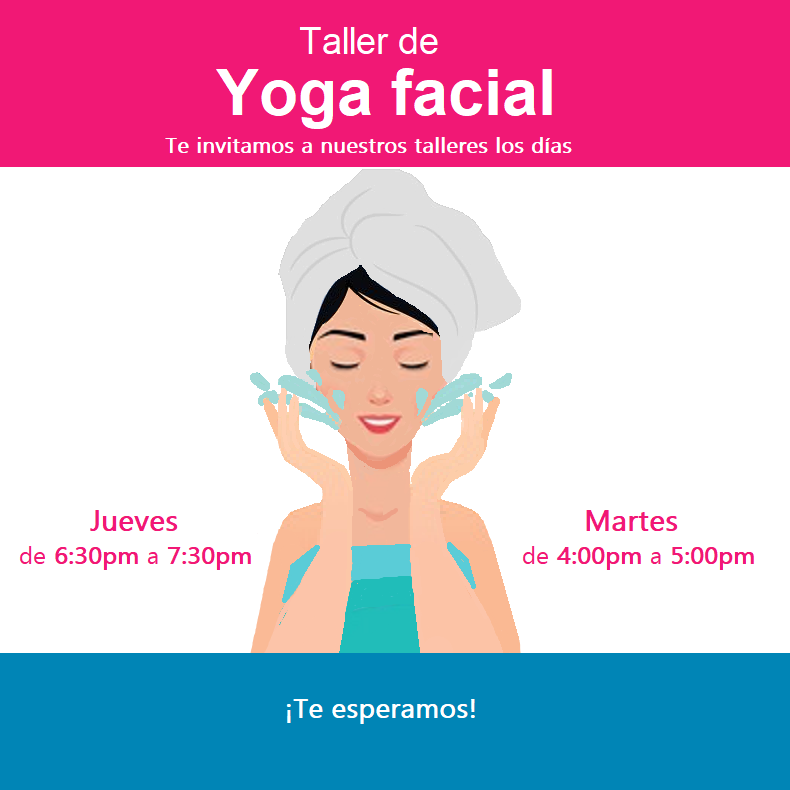 Taller de
Yoga facial
Te invitamos a nuestros talleres los días
Jueves
de 6:30pm a 7:30pm
Martes
de 4:00pm a 5:00pm
¡Te esperamos!